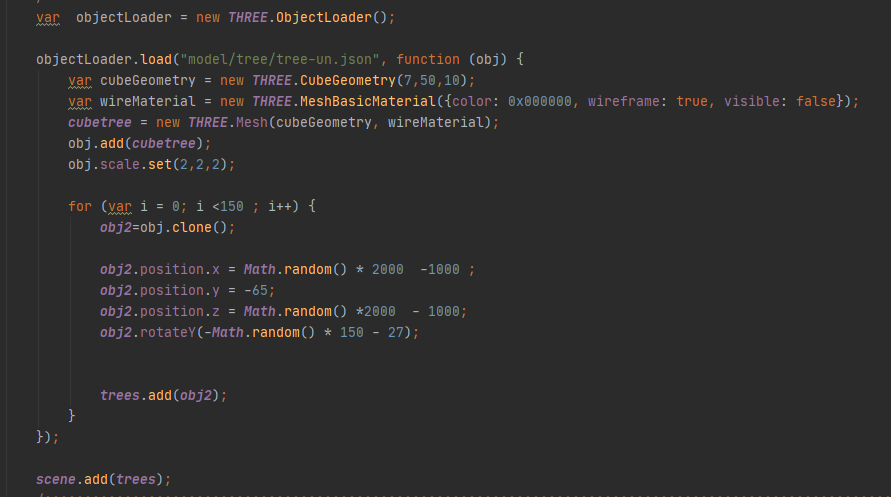 var  objectLoader = new THREE.ObjectLoader();
objectLoader.load("model/tree/tree-un.json", function (obj) {
    var cubeGeometry = new THREE.CubeGeometry(7,50,10);
    var wireMaterial = new THREE.MeshBasicMaterial({color: 0x000000, wireframe: true, visible: false});
    cubetree = new THREE.Mesh(cubeGeometry, wireMaterial);
    obj.add(cubetree);
    obj.scale.set(2,2,2);
    for (var i = 0; i <150 ; i++) {
        obj2=obj.clone();
        obj2.position.x = Math.random() * 2000  -1000 ;
        obj2.position.y = -65;
        obj2.position.z = Math.random() *2000  - 1000;
        obj2.rotateY(-Math.random() * 150 - 27);
        trees.add(obj2);
    }
});
scene.add(trees);